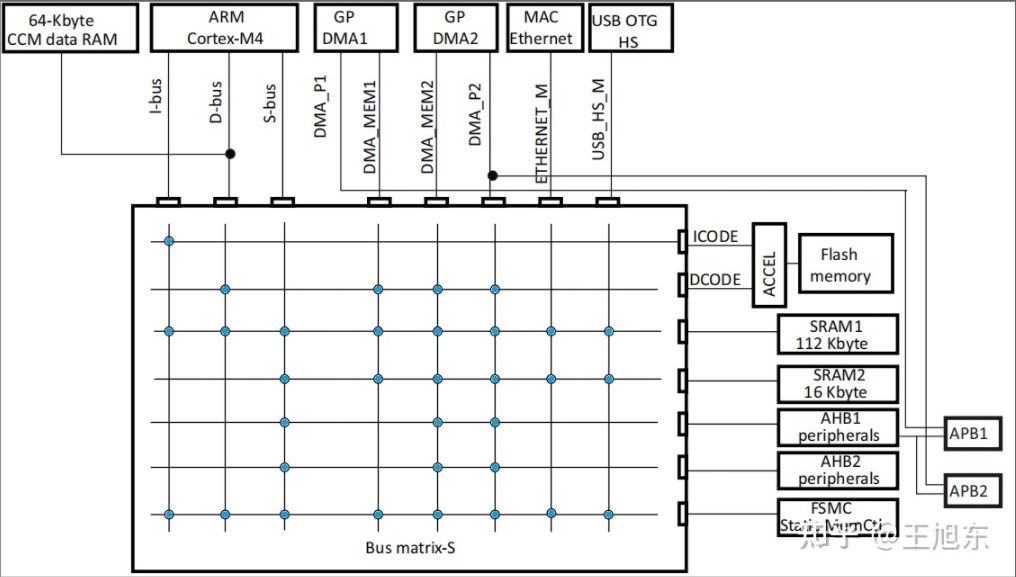 64-Kbyte
CCM data RAM
ARM
Cortex-M4
GP
DMA1
GP
DMA2
MAC
Ethernet
USB OTG
HS
I-bus
D-bus
S-bus
DMA_P1
DMA_MEM1
DMA_MEM2
DMA_P2
ETHERNET_M
USB_HS_M
ICODE
DCODE
ACCEL
Flash
memory
SRAM1
112 Kbyte
SRAM2
16 Kbyte
AHB1
peripherals
AHB2
peripherals
FSMC
Static MemCtl
APB1
APB2
Bus matrix-S
知乎 @王旭东